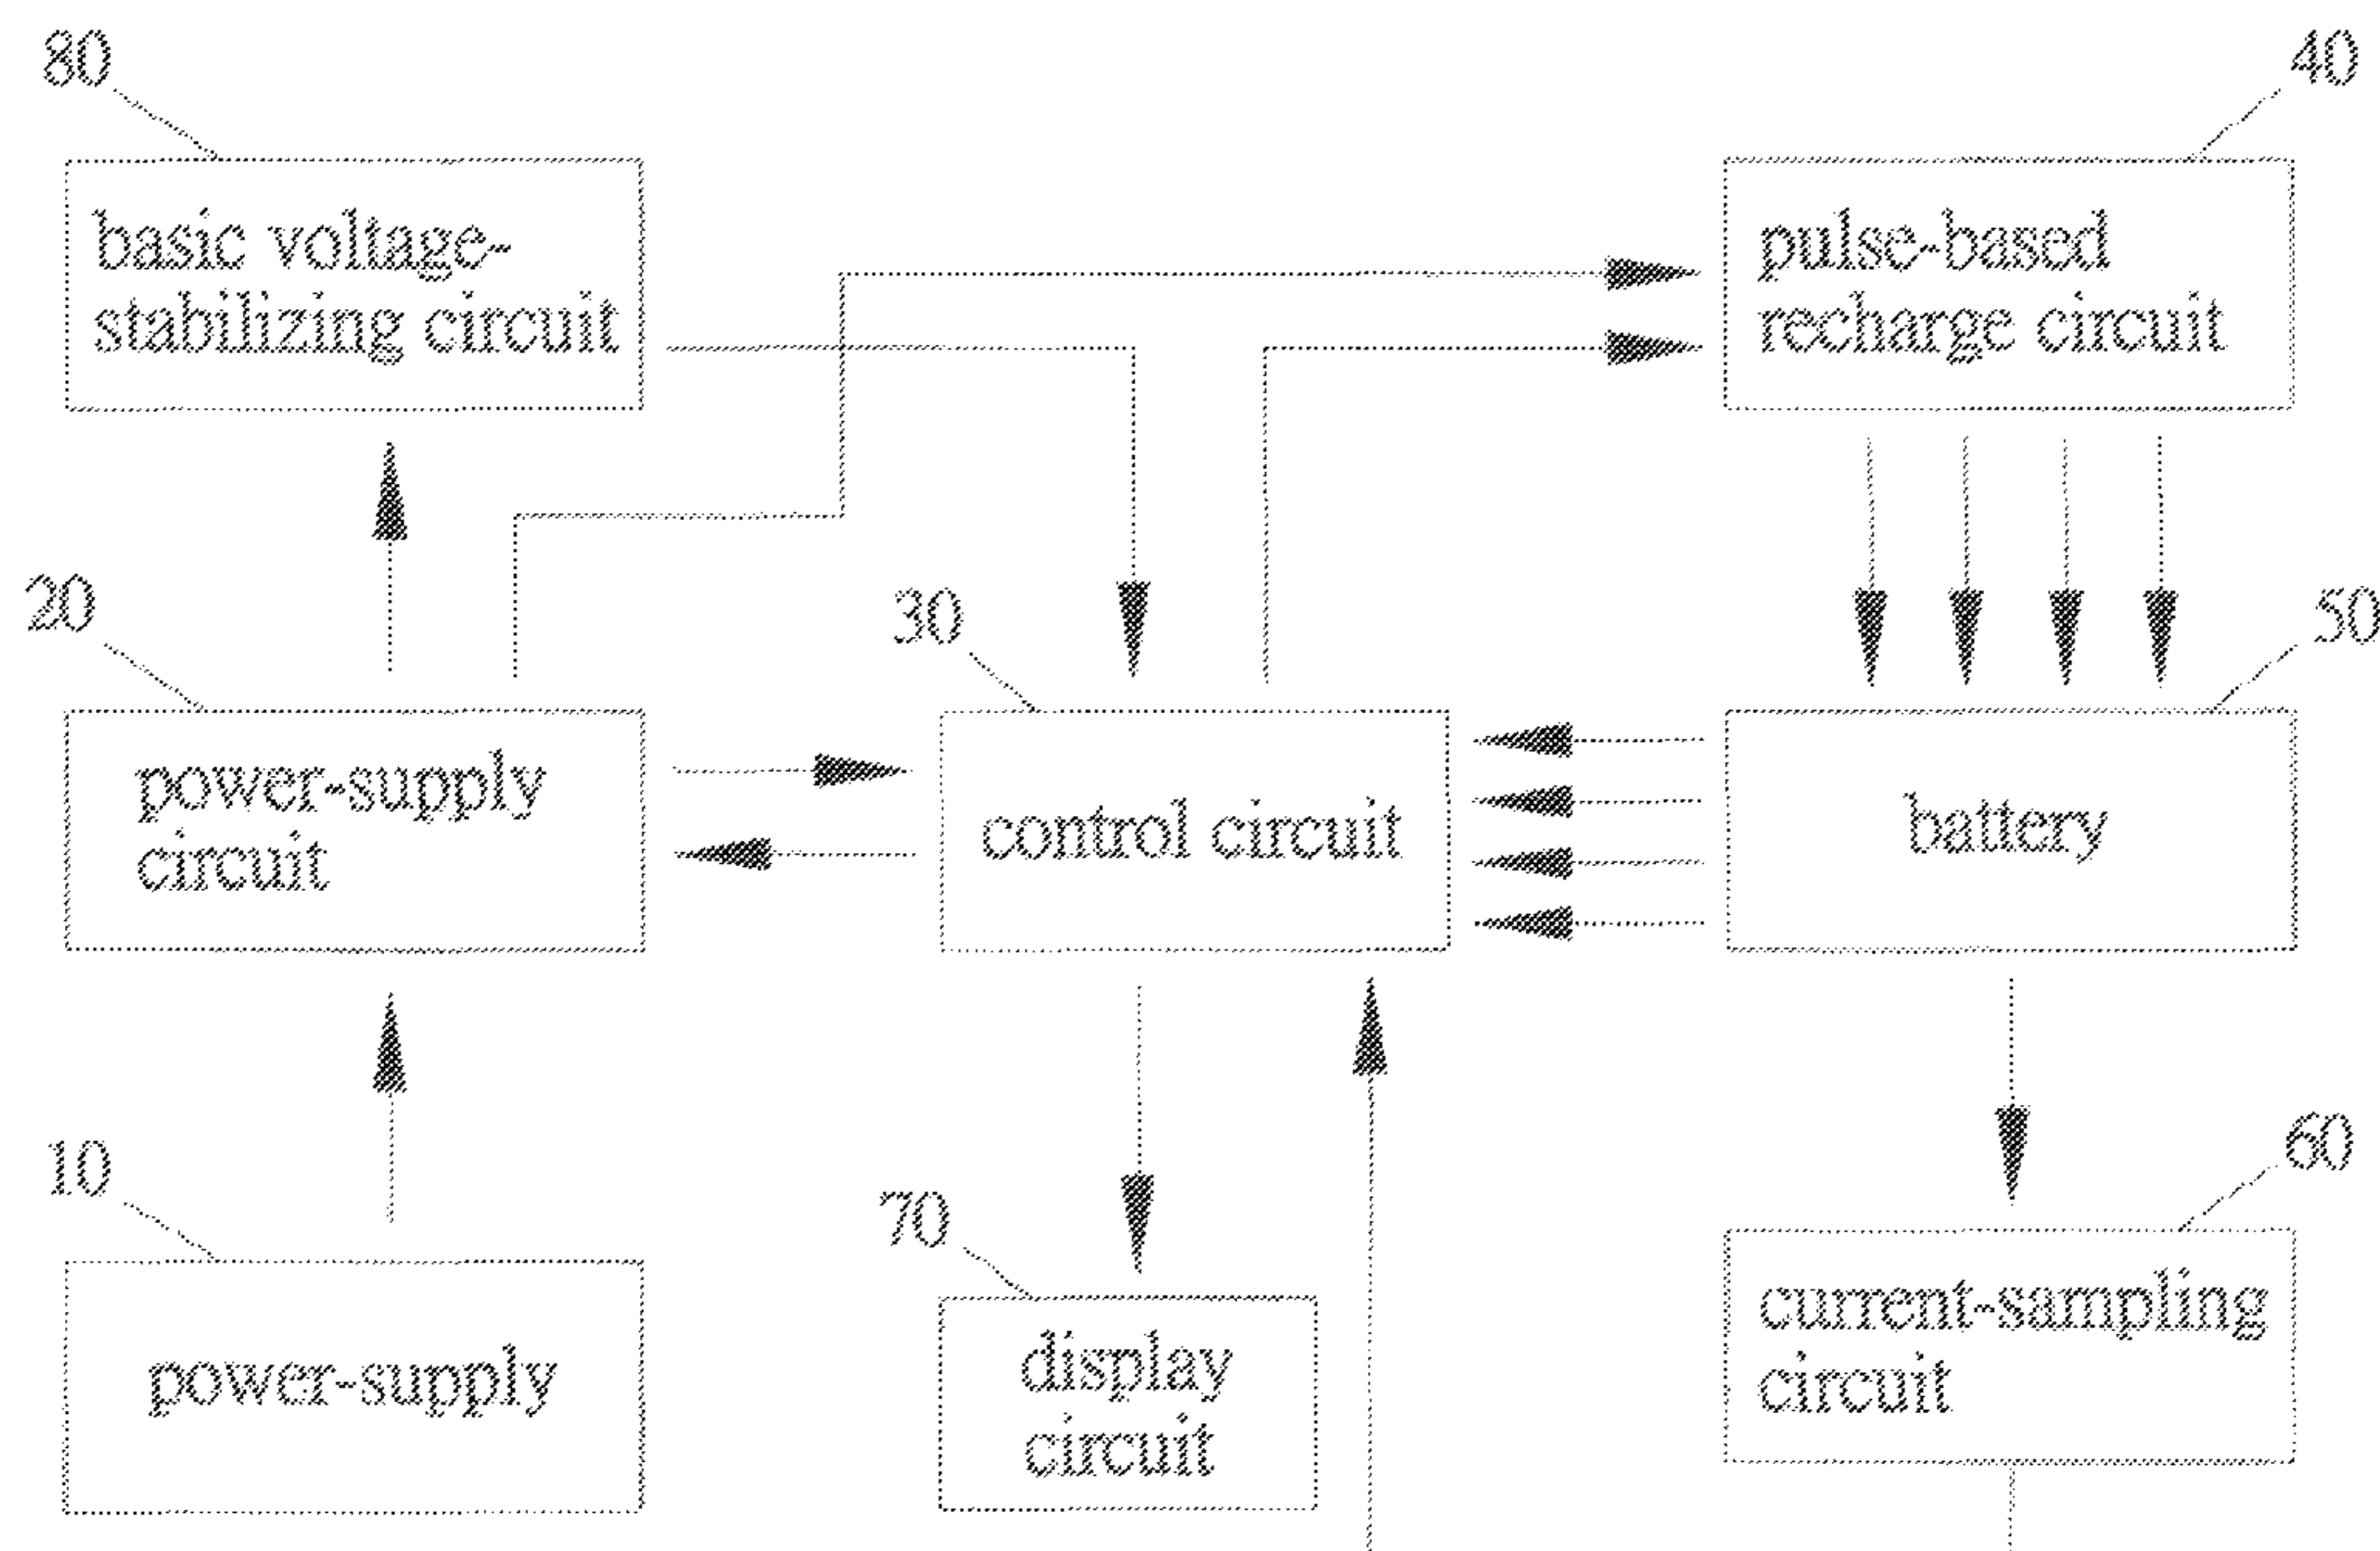 80
40
basic voltage-
stabilizing circuit
pulse-based
recharge circuit
20
30
50
power-supply
circuit
control circuit
battery
10
70
60
power-supply
display
circuit
current-sampling
circuit